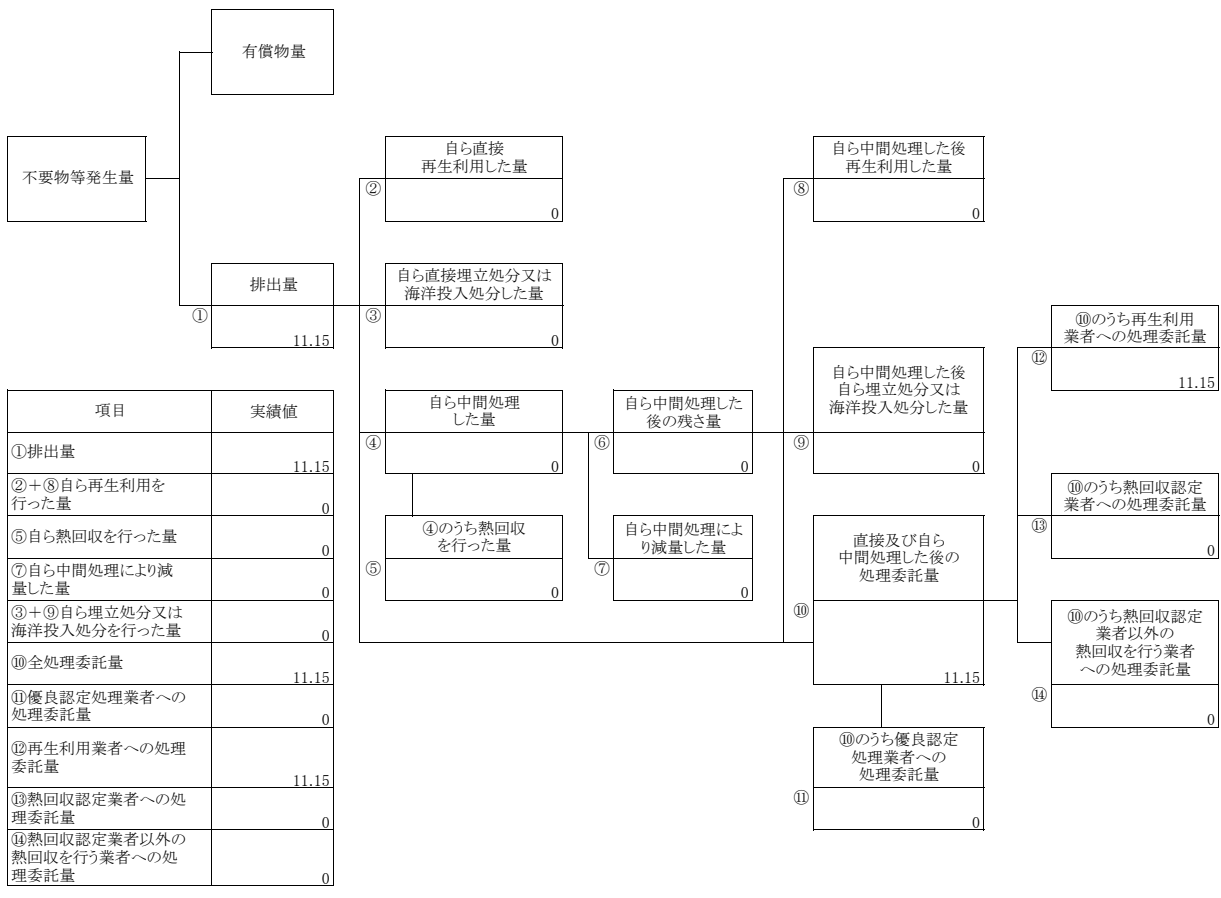 有償物量
不要物等発生量
排出量
①
11.15
自ら直接
再生利用した量
②
0
自ら直接埋立処分又は
海洋投入処分した量
③
0
自ら中間処理
した量
④
0
④のうち熱回収
を行った量
⑤
0
自ら中間処理した
後の残さ量
⑥
0
自ら中間処理によ
り減量した量
⑦
0
自ら中間処理した後
再生利用した量
⑧
0
自ら中間処理した後
自ら埋立処分又は
海洋投入処分した量
⑨
0
直接及び自ら
中間処理した後の
処理委託量
⑩
11.15
⑩のうち優良認定
処理業者への
処理委託量
⑪
0
⑩のうち再生利用
業者への処理委託量
⑫
11.15
⑩のうち熱回収認定
業者への処理委託量
⑬
0
⑩のうち熱回収認定
業者以外の
熱回収を行う業者
への処理委託量
⑭
0
項目 実績値
①排出量
11.15
②＋⑧自ら再生利用を
行った量
0
⑤自ら熱回収を行った量
0
⑦自ら中間処理により減
量した量
0
③＋⑨自ら埋立処分又は
海洋投入処分を行った量
0
⑩全処理委託量
11.15
⑪優良認定処理業者への
処理委託量
0
⑫再生利用業者への処理
委託量
11.15
⑬熱回収認定業者への処
理委託量
0
⑭熱回収認定業者以外の
熱回収を行う業者への処
理委託量
0